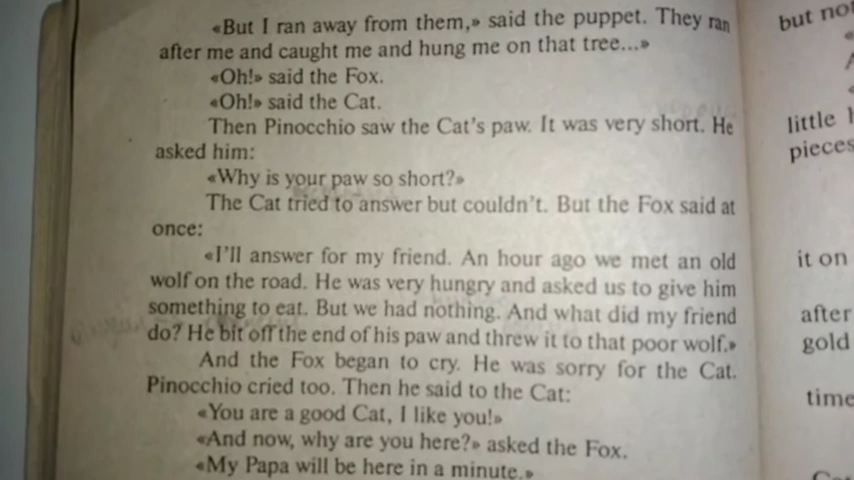 «But I ran away from them,» said the puppet. They ran
after me and caught me and hung me on that tree...»
«Oh!» said the Fox.
«Oh!» said the Cat.
Then Pinocchio saw the Cat's paw. It was very short. He
asked him:
«Why is your paw so short?»
The Cat tried to answer but couldn't. But the Fox said at
once:
«I'll answer for my friend. An hour ago we met an old
wolf on the road. He was very hungry and asked us to give him
something to eat. But we had nothing. And what did my friend
do? He bit off the end of his paw and threw it to that poor wolf.»
And the Fox began to cry. He was sorry for the Cat.
Pinocchio cried too. Then he said to the Cat:
«You are a good Cat, I like you!»
«And now, why are you here?» asked the Fox.
«My Papa will be here in a minute.»
but not
little
pieces
it on
after
gold
time